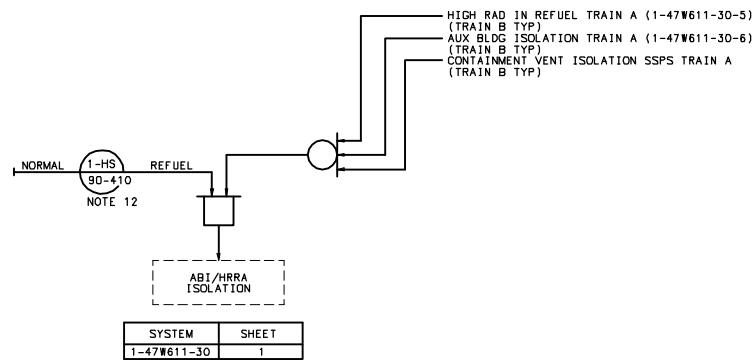 HIGH RAD IN REFUEL TRAIN A (1-47W611-30-5)
(TRAIN B TYP)
AUX BLDG ISOLATION TRAIN A (1-47W611-30-6)
(TRAIN B TYP)
CONTAINMENT VENT ISOLATION SSPS TRAIN A
(TRAIN B TYP)
NORMAL
1-HS
90-410
REFUEL
NOTE 12
ABI/HRRA
ISOLATION
SYSTEM SHEET
1-47W611-30 1